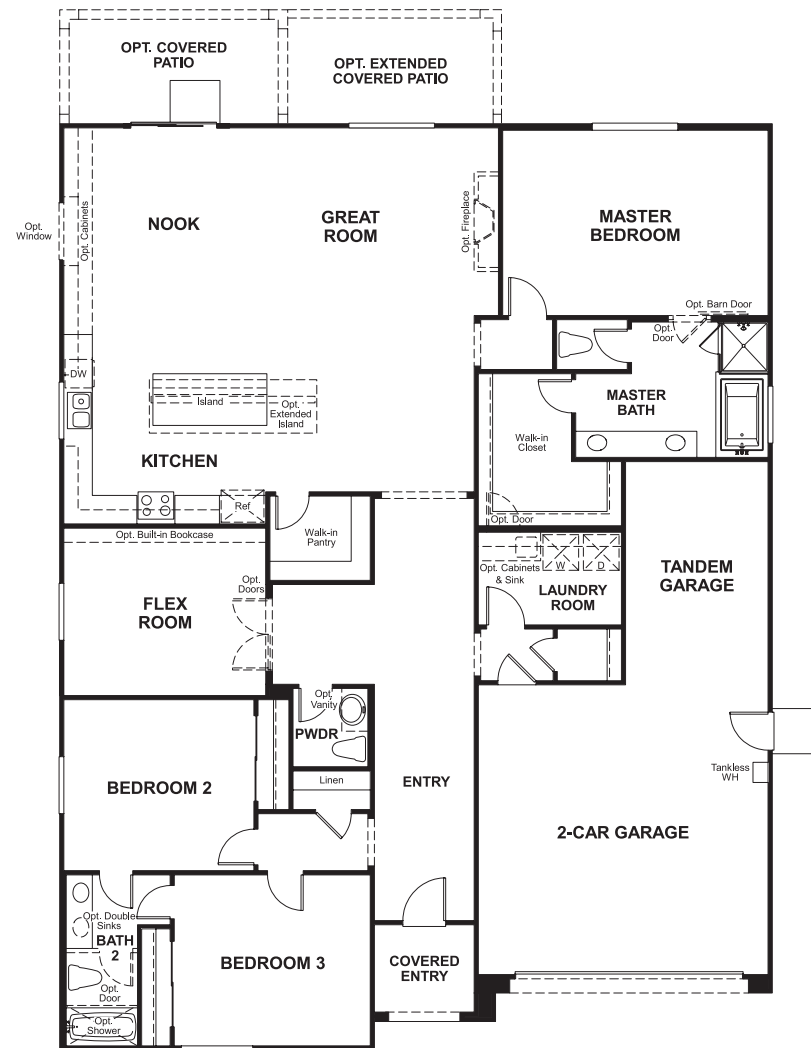 OPT. COVERED
PATIO
OPT. EXTENDED
COVERED PATIO
Opt.
Window
Opt. Cabinets
NOOK
GREAT
ROOM
Opt. Fireplace
MASTER
BEDROOM
Opt. Barn Door
Opt.
Door
DW
Island
Opt.
Extended
Island
MASTER
BATH
Walk-in
Closet
KITCHEN
Ref
Opt. Door
Walk-in
Pantry
Opt. Built-in Bookcase
Opt. Cabinets
& Sink
W
D
LAUNDRY
ROOM
TANDEM
GARAGE
FLEX
ROOM
Opt.
Doors
Opt.
Vanity
PWDR
Linen
BEDROOM 2
ENTRY
Tankless
WH
2-CAR GARAGE
Opt. Double
Sinks
BATH
2
Opt.
Door
Opt.
Shower
BEDROOM 3
COVERED
ENTRY